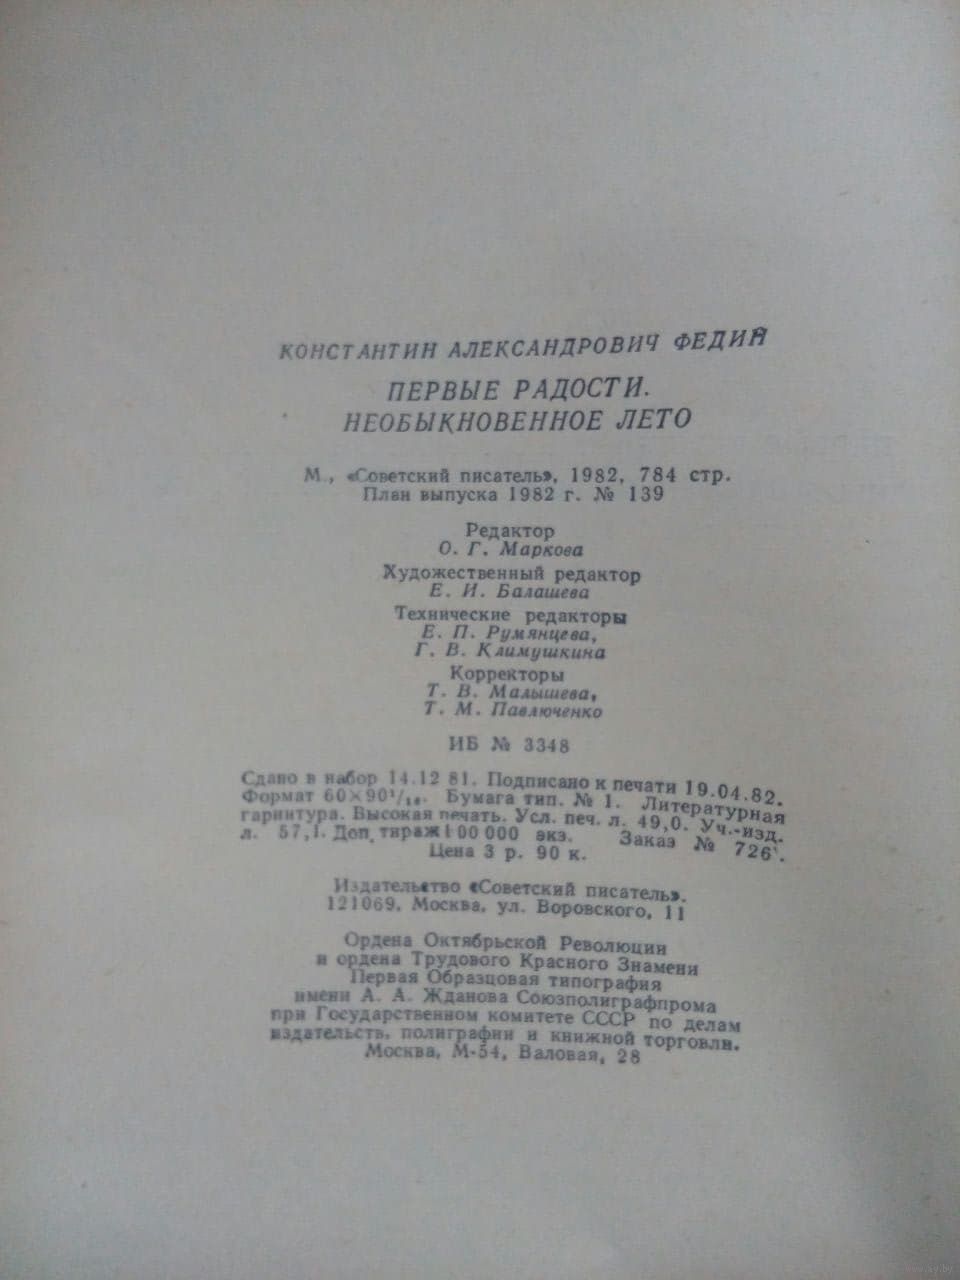 КОНСТАНТИН АЛЕКСАНДРОВИЧ ФЕДИН
ПЕРВЫЕ РАДОСТИ.
НЕОБЫКНОВЕННОЕ ЛЕТО
М., «Советский писатель», 1982, 784 стр.
План выпуска 1982 г. № 139
Редактор
О. Г. Маркова
Художественный редактор
Е. И. Балашева
Технические редакторы
Е. П. Румянцева,
Г. В. Климушкина
Корректоры
Т. В. Малышева,
Т. М. Павлюченко
ИБ № 3348
Сдано в набор 14.12 81. Подписано к печати 19.04.82.
Формат 60×90¹/₁₆. Бумага тип. № 1. Литературная
гарнитура. Высокая печать. Усл. печ. л. 49,0. Уч.-изд.
л. 57,1. Доп. тираж 100 000 экз. Заказ № 726.
Цена 3 р. 90 к.
Издательство «Советский писатель».
121069, Москва, ул. Воровского, 11
Ордена Октябрьской Революции
и ордена Трудового Красного Знамени
Первая Образцовая типография
имени А. А. Жданова Союзполиграфпрома
при Государственном комитете СССР по делам
издательств, полиграфии и книжной торговли.
Москва, М-54, Валовая, 28
www.ay.by